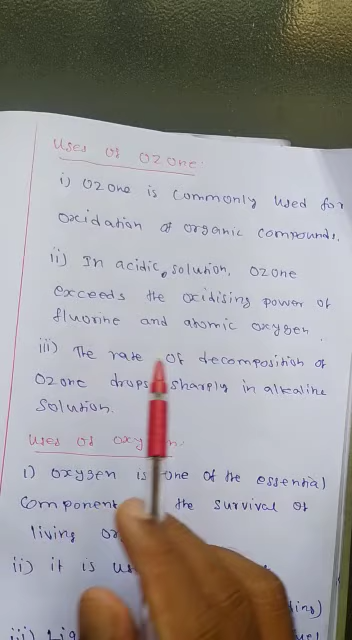 Uses of Ozone:
i) Ozone is commonly used for
oxidation of organic compounds.
ii) In acidic solution, ozone
exceeds the oxidising power of
fluorine and atomic oxygen.
iii) The rate of decomposition of
ozone drops sharply in alkaline
solution.
Uses of oxygen:
i) oxygen is one of the essential
component the survival of
living
ii) it is
iii)